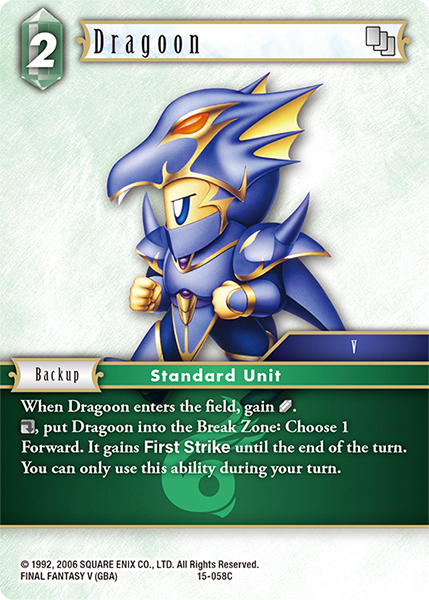 2
Dragoon
V
Backup
Standard Unit
When Dragoon enters the field, gain .
, put Dragoon into the Break Zone: Choose 1
Forward. It gains First Strike until the end of the turn.
You can only use this ability during your turn.
© 1992, 2006 SQUARE ENIX CO., LTD. All Rights Reserved.
FINAL FANTASY V (GBA) 15-058C